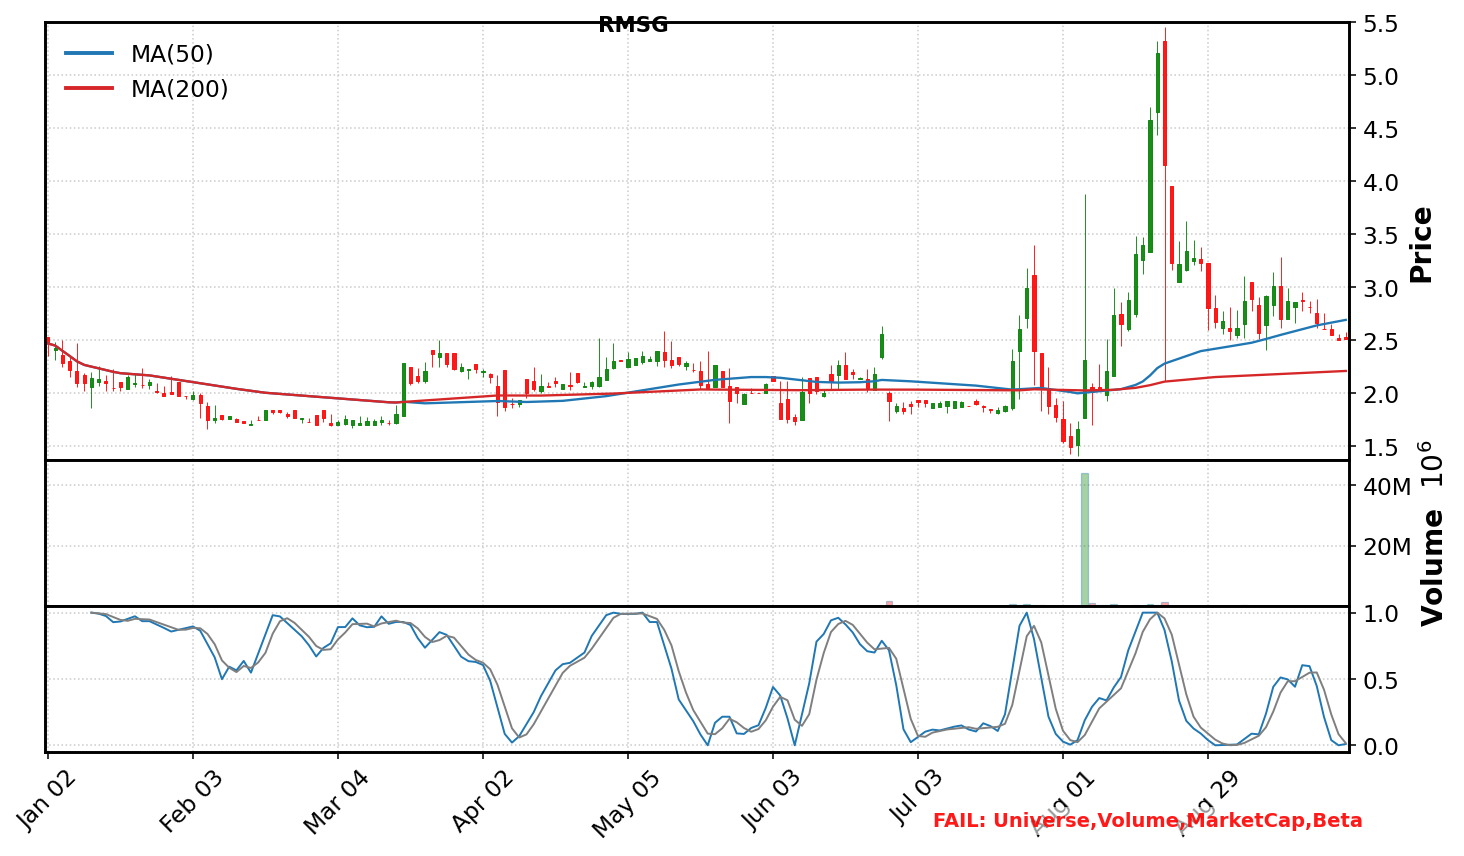 RMSG
MA(50)
MA(200)
5.5
5.0
4.5
4.0
3.5
3.0
2.5
2.0
1.5
Price
40M
20M
Volume 10^6
1.0
0.5
0.0
Jan 02
Feb 03
Mar 04
Apr 02
May 05
Jun 03
Jul 03
Aug 01
Aug 29
FAIL: Universe,Volume,MarketCap,Beta